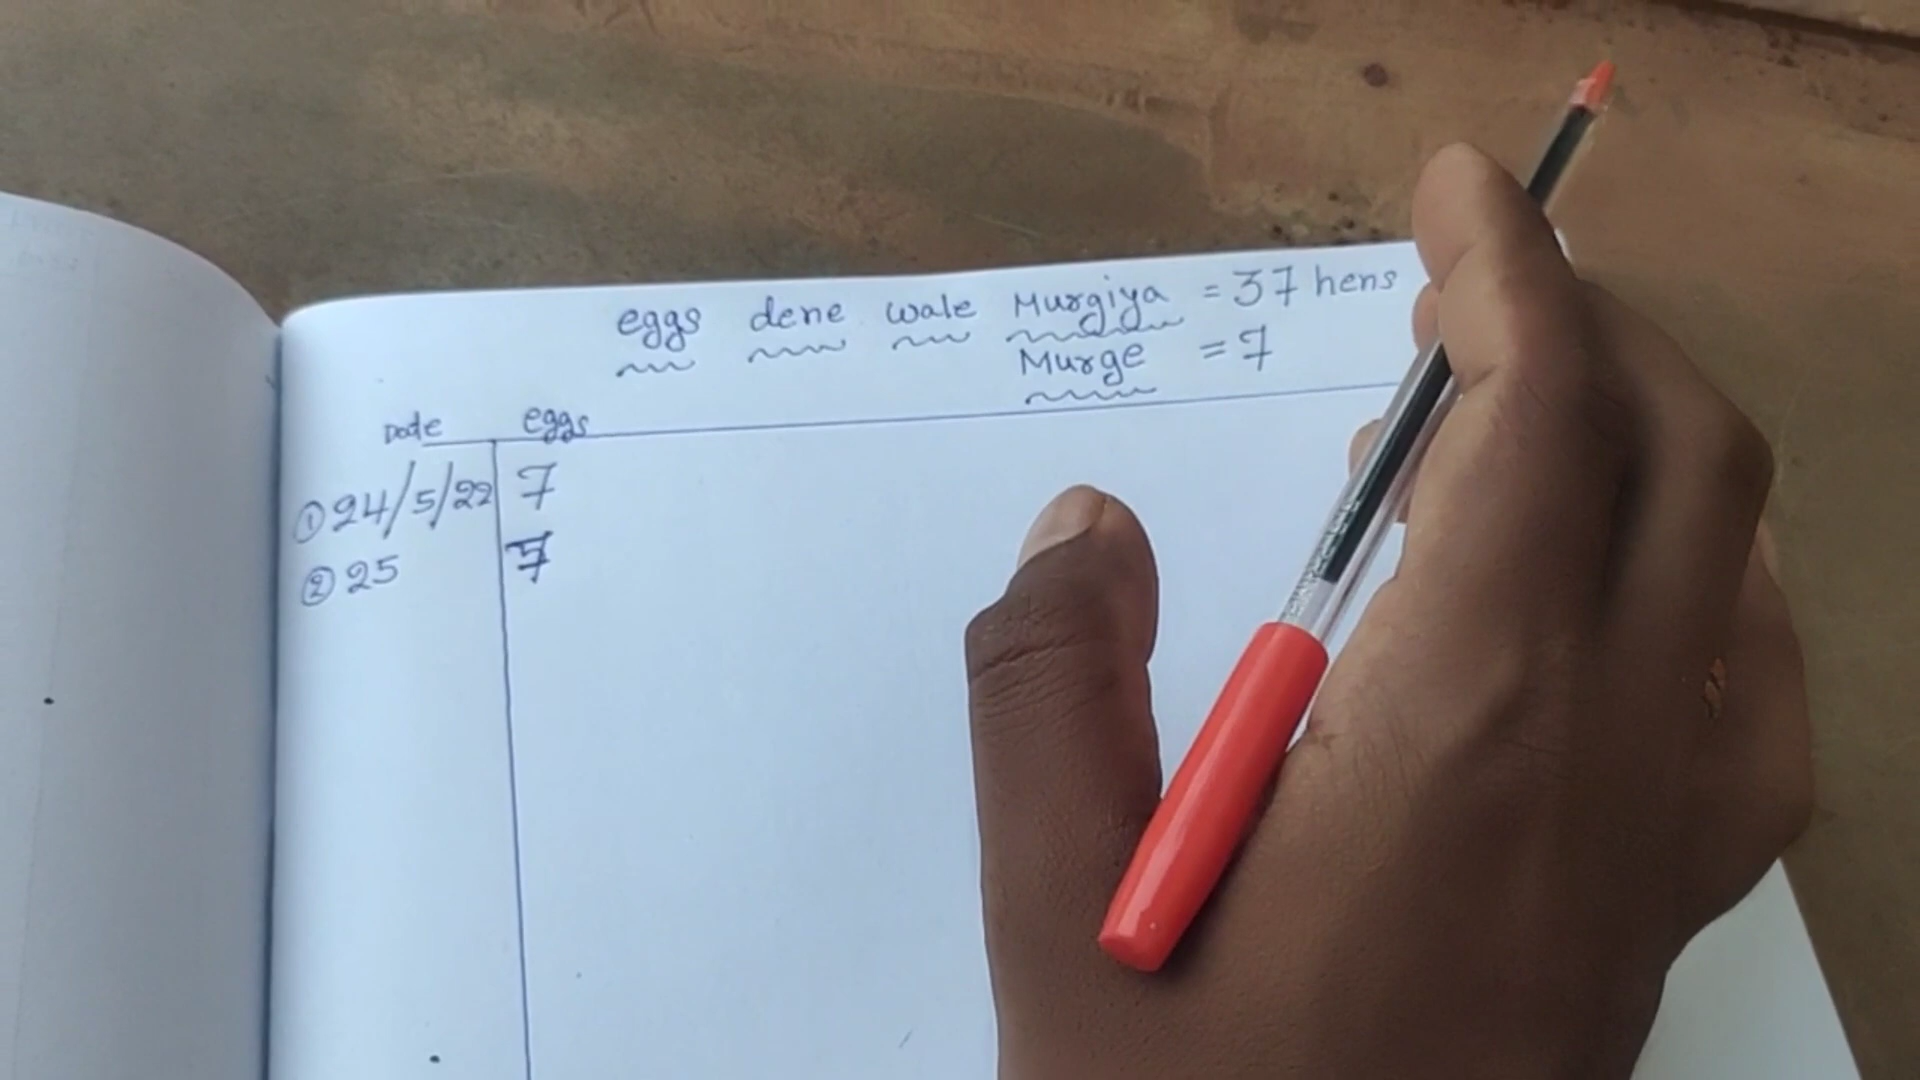 eggs dene wale Murgiya = 37 hens
Murge = 7
Date eggs
① 24/5/22 7
② 25 7